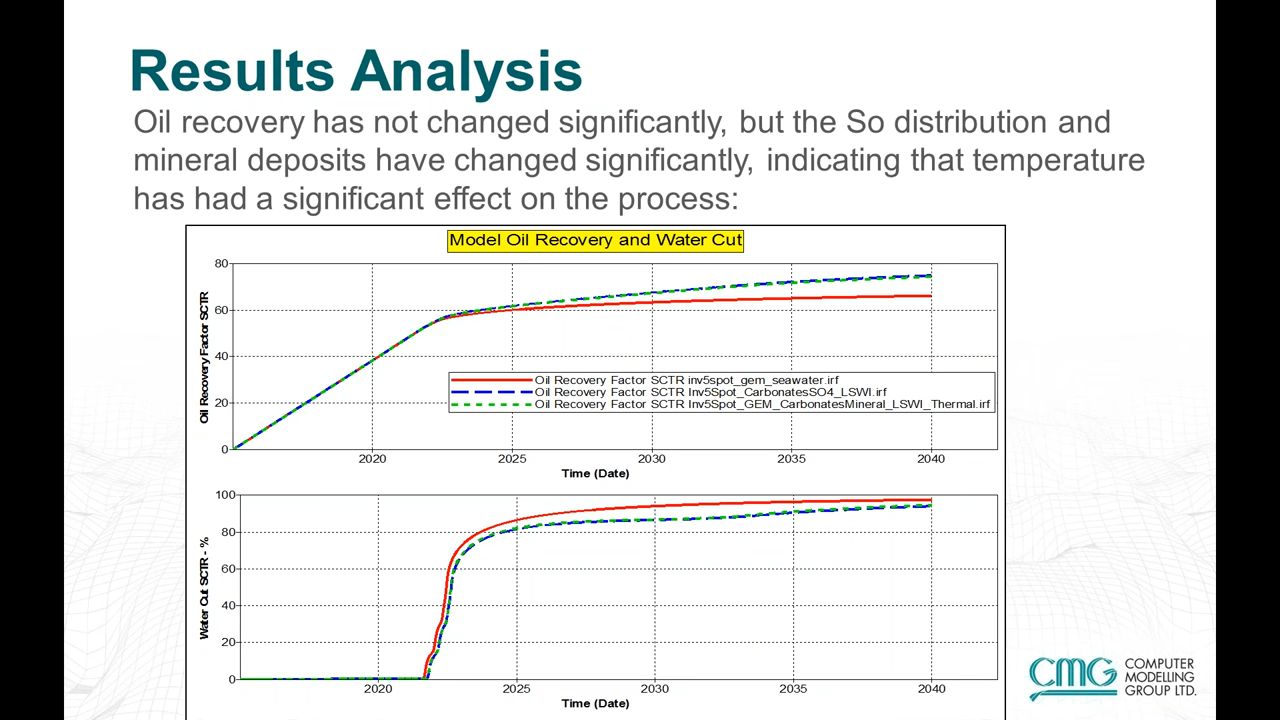 Results Analysis
Oil recovery has not changed significantly, but the So distribution and
mineral deposits have changed significantly, indicating that temperature
has had a significant effect on the process:
Model Oil Recovery and Water Cut
Oil Recovery Factor SCTR
80
60
40
20
0
Oil Recovery Factor SCTR inv5spot_gem_seawater.irf
Oil Recovery Factor SCTR Inv5Spot_CarbonatesSO4_LSWI.irf
Oil Recovery Factor SCTR Inv5Spot_GEM_CarbonatesMineral_LSWI_Thermal.irf
2020 2025 2030 2035 2040
Time (Date)
Water Cut SCTR - %
100
80
60
40
20
0
2020 2025 2030 2035 2040
Time (Date)
CMG
COMPUTER
MODELLING
GROUP LTD.